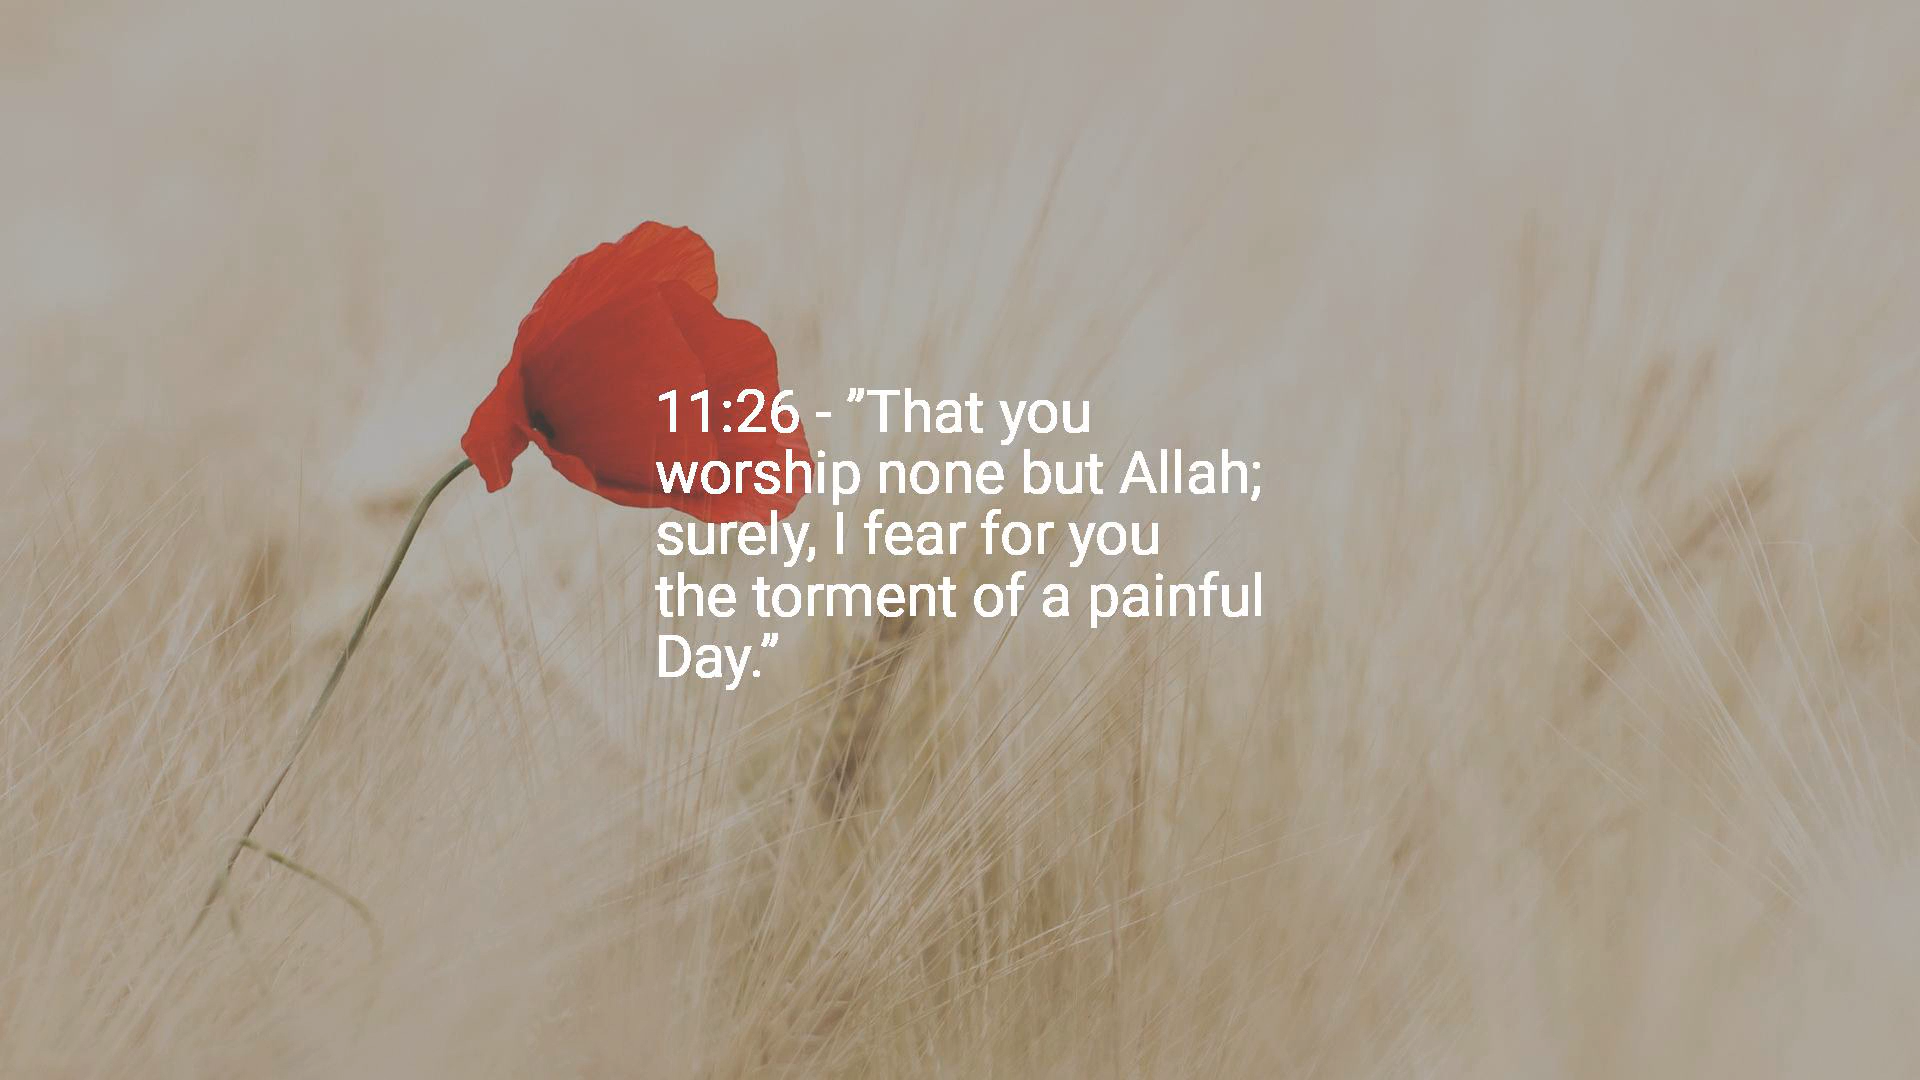 11:26 - ”That you
worship none but Allah;
surely, I fear for you
the torment of a painful
Day.”